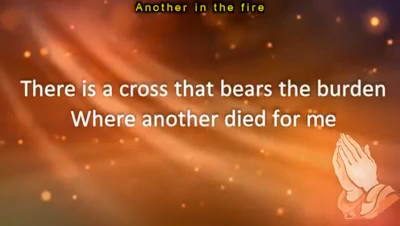 Another in the fire
There is a cross that bears the burden
Where another died for me